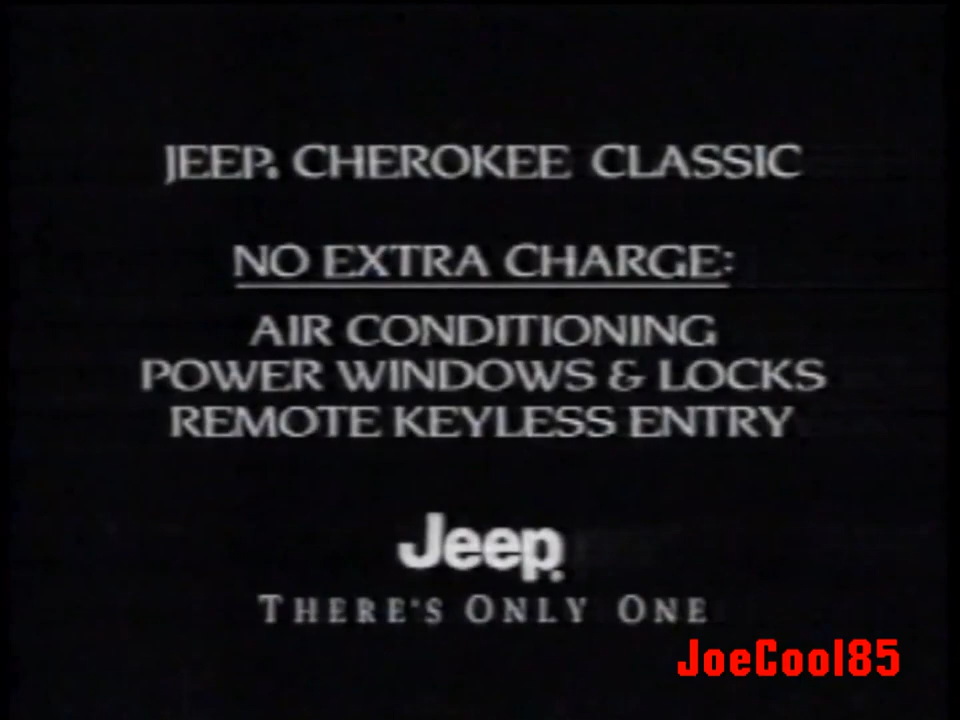 JEEP® CHEROKEE CLASSIC
NO EXTRA CHARGE:
AIR CONDITIONING
POWER WINDOWS & LOCKS
REMOTE KEYLESS ENTRY
Jeep®
THERE'S ONLY ONE
JoeCool85